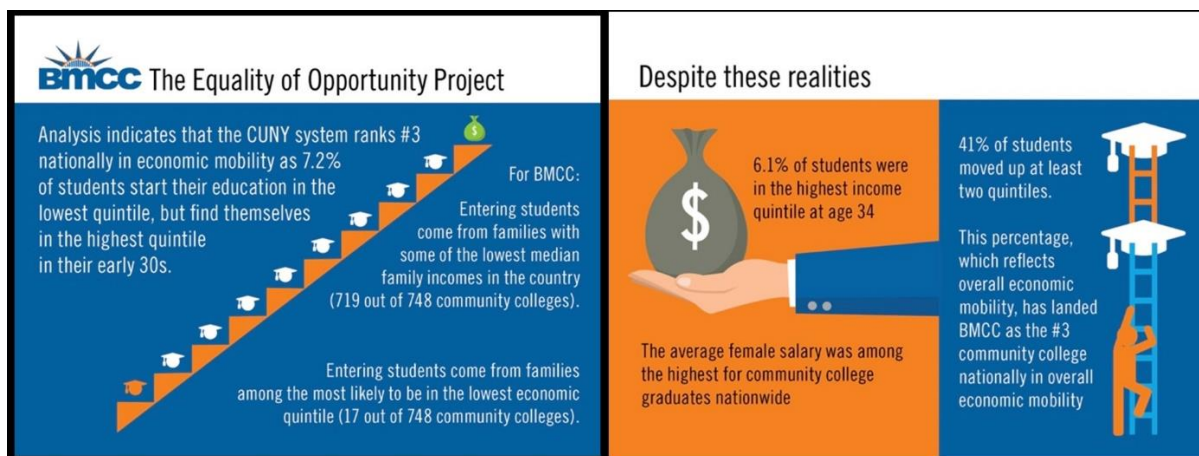 BMCC The Equality of Opportunity Project
Analysis indicates that the CUNY system ranks #3
nationally in economic mobility as 7.2%
of students start their education in the
lowest quintile, but find themselves
in the highest quintile
in their early 30s.
$
For BMCC:
Entering students
come from families with
some of the lowest median
family incomes in the country
(719 out of 748 community colleges).
Entering students come from families
among the most likely to be in the lowest economic
quintile (17 out of 748 community colleges).
Despite these realities
$
6.1% of students were
in the highest income
quintile at age 34
The average female salary was among
the highest for community college
graduates nationwide
41% of students
moved up at least
two quintiles.
This percentage,
which reflects
overall economic
mobility, has landed
BMCC as the #3
community college
nationally in overall
economic mobility